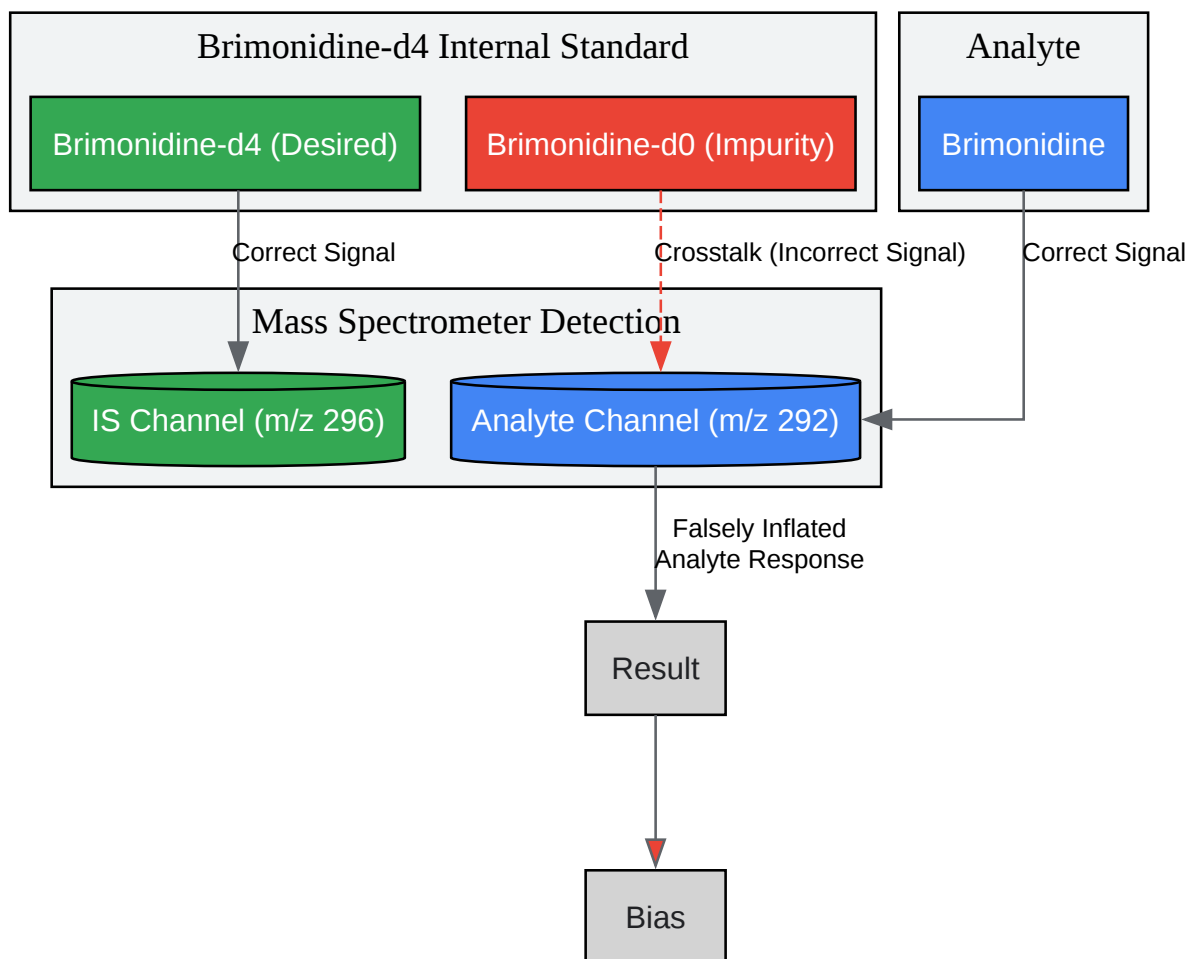 Brimonidine-d4 Internal Standard
Analyte
Brimonidine-d4 (Desired)
Brimonidine-d0 (Impurity)
Brimonidine
Correct Signal
Crosstalk (Incorrect Signal)
Correct Signal
Mass Spectrometer Detection
IS Channel (m/z 296)
Analyte Channel (m/z 292)
Falsely Inflated
Analyte Response
Result
Bias